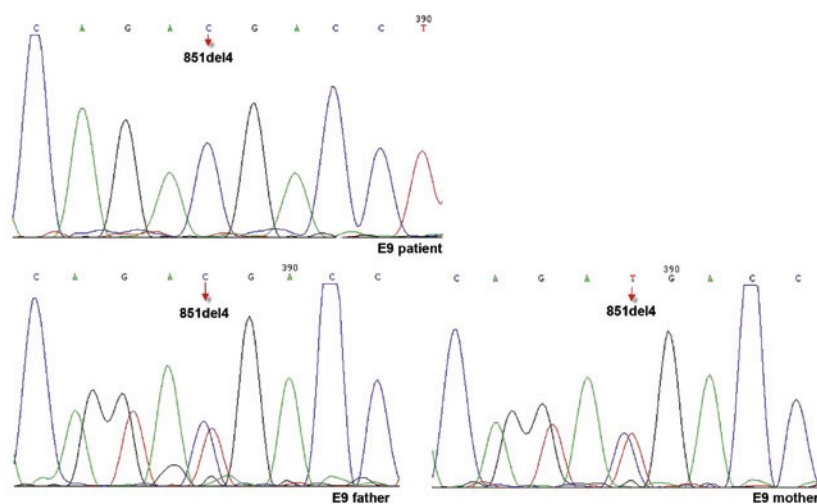 390
C A G A C G A C C T
851del4
E9 patient
390
C A G A C G A C C
851del4
E9 father
390
C A G A T G A C C
851del4
E9 mother